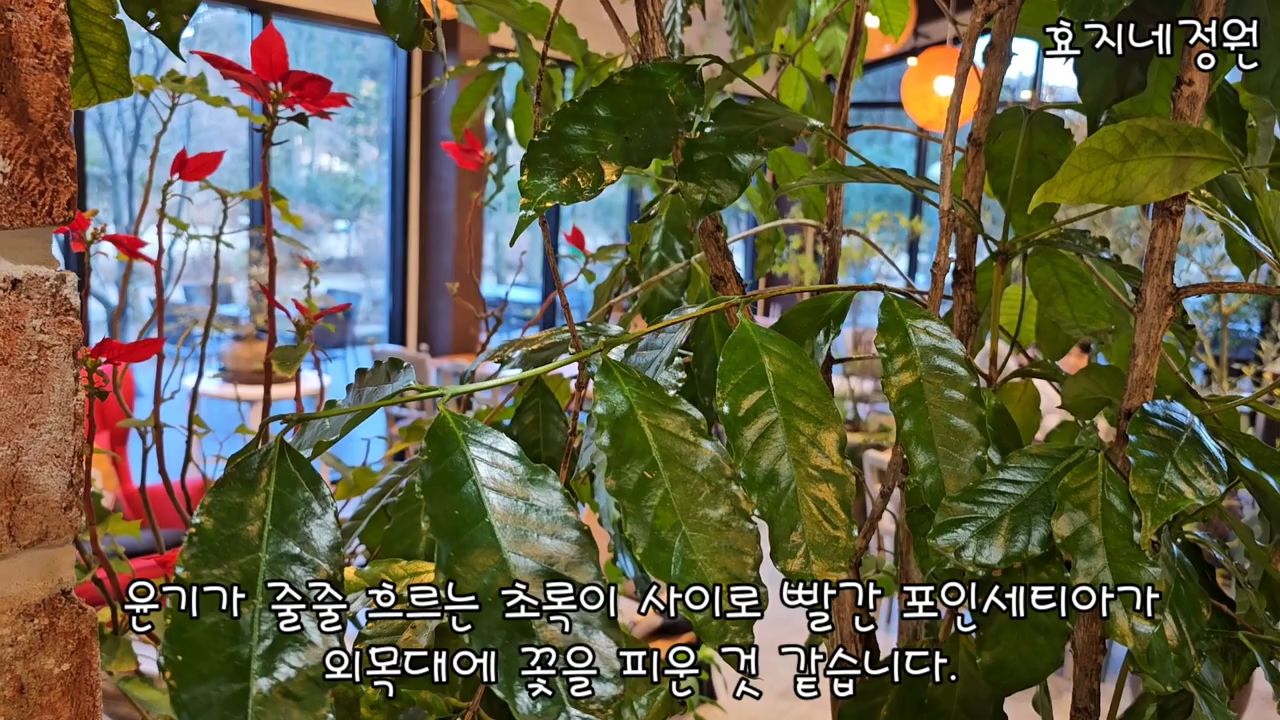 효지네정원
윤기가 줄줄 흐르는 초록이 사이로 빨간 포인세티아가
외목대에 꽃을 피운 것 같습니다.